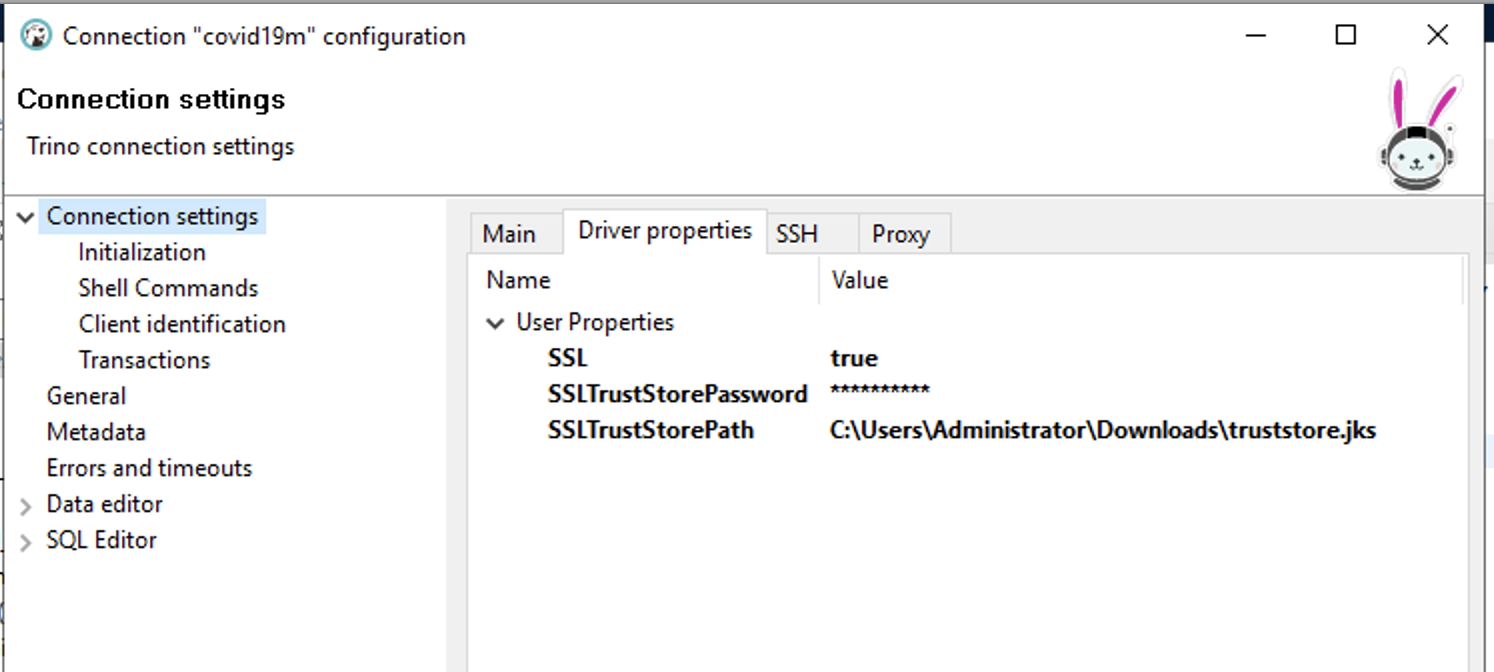 Connection "covid19m" configuration
Connection settings
Trino connection settings
Connection settings
Initialization
Shell Commands
Client identification
Transactions
General
Metadata
Errors and timeouts
Data editor
SQL Editor
Main Driver properties SSH Proxy
Name Value
User Properties
SSL true
SSLTrustStorePassword **********
SSLTrustStorePath C:\Users\Administrator\Downloads\truststore.jks